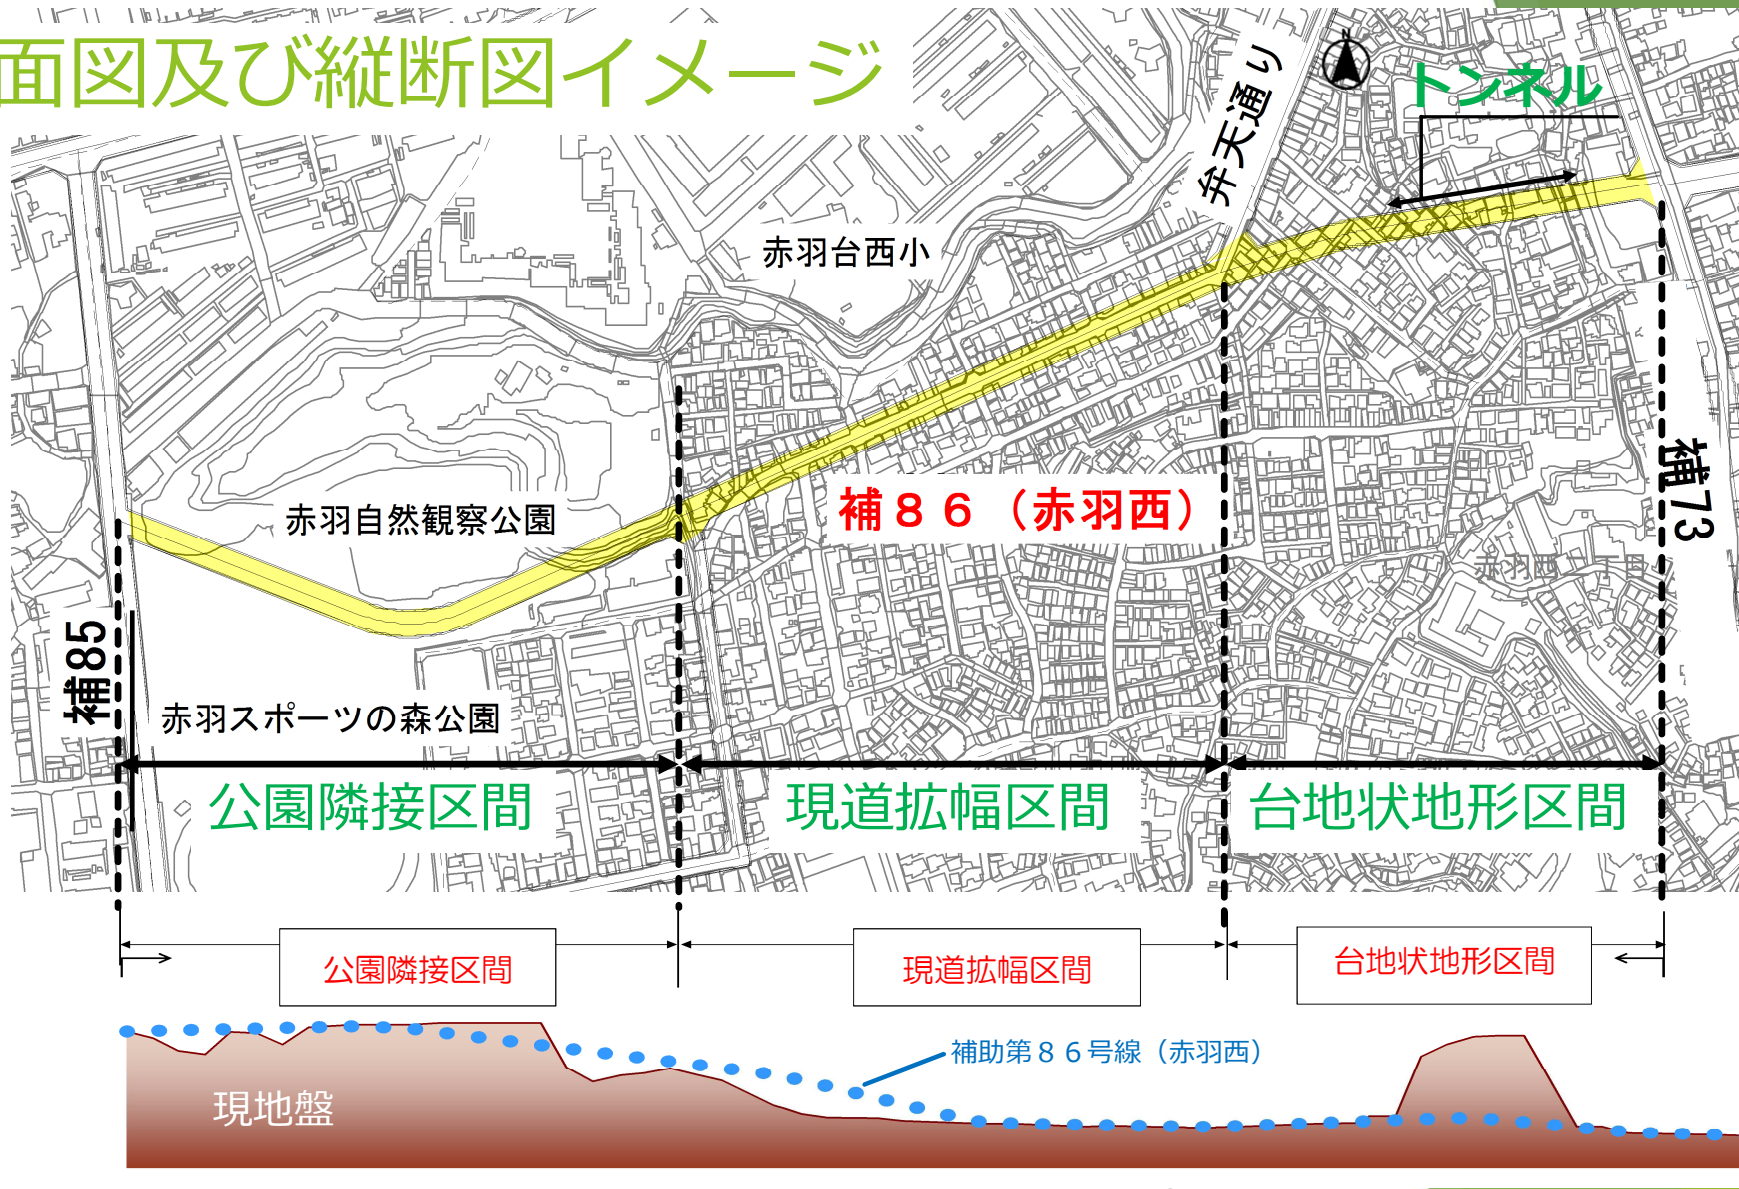 面図及び縦断図イメージ
N
トンネル
弁天通り
赤羽台西小
赤羽自然観察公園
補８６（赤羽西）
補73
補85
赤羽スポーツの森公園
公園隣接区間
現道拡幅区間
台地状地形区間
公園隣接区間
現道拡幅区間
台地状地形区間
補助第８６号線（赤羽西）
現地盤